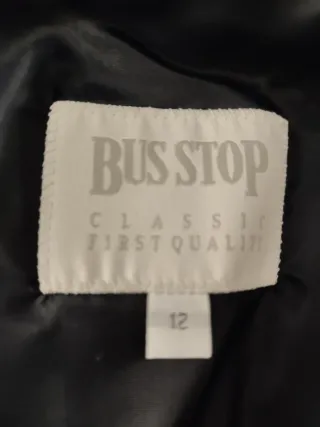 BUS STOP
CLASSIC
FIRST QUALITY
12